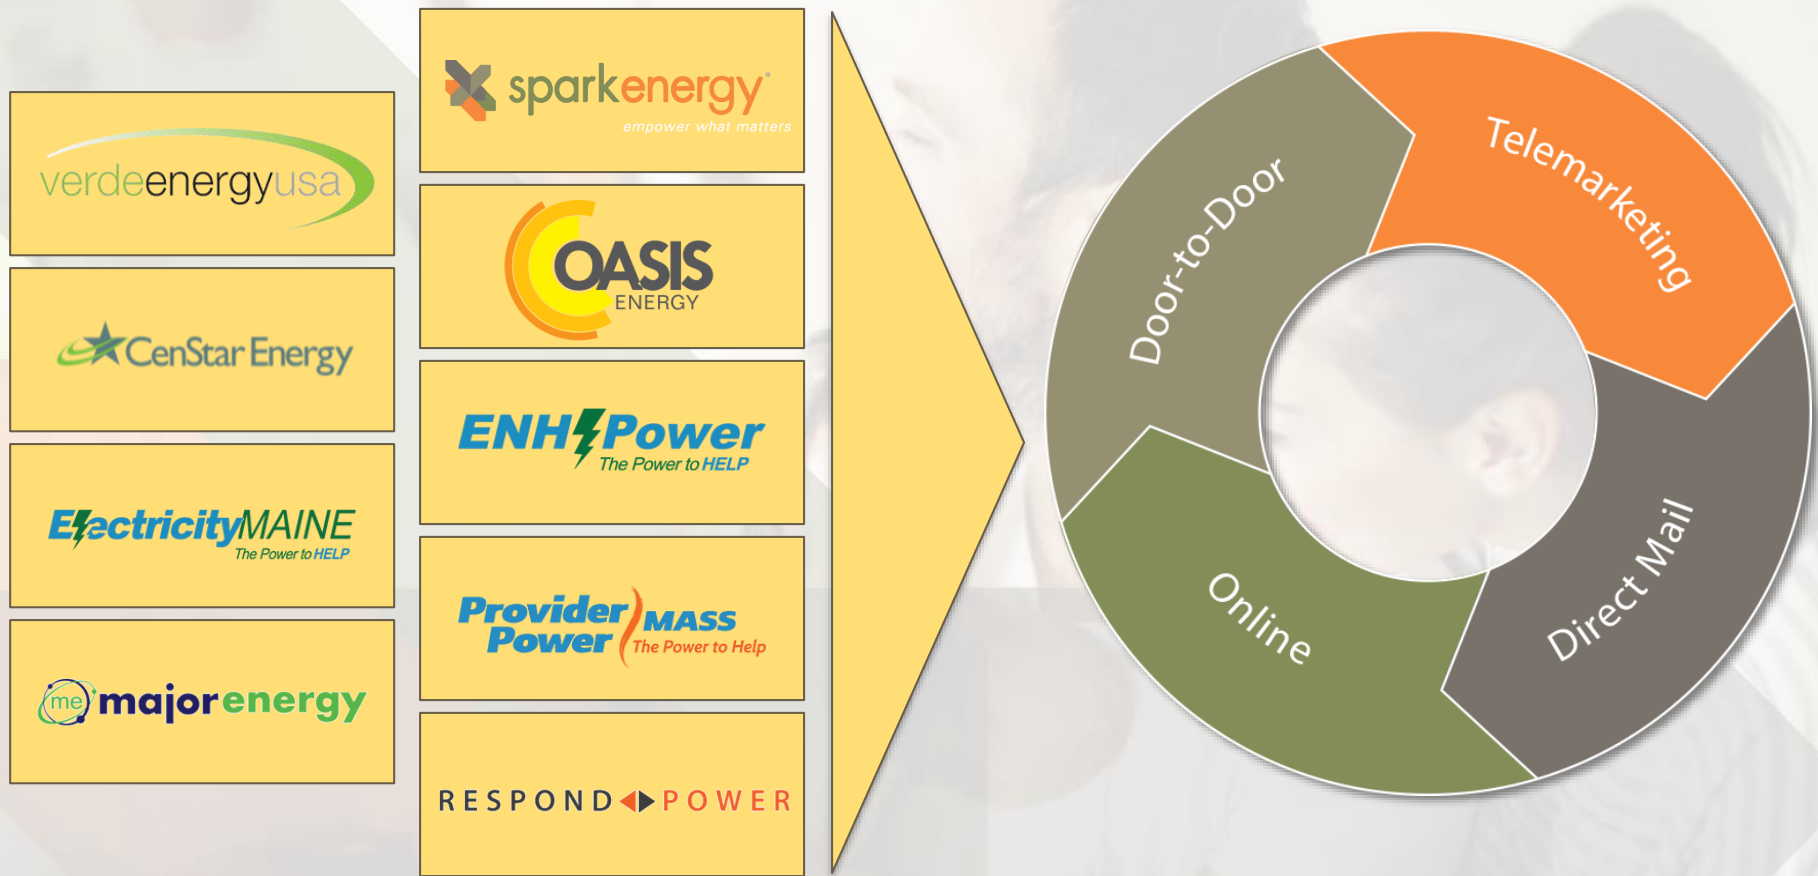 verdeenergyusa
CenStar Energy
ElectricityMAINE
The Power to HELP
me majorenergy
sparkenergy
empower what matters
OASIS
ENERGY
ENH Power
The Power to HELP
Provider
Power
MASS
The Power to Help
RESPOND POWER
Door-to-Door
Telemarketing
Direct Mail
Online